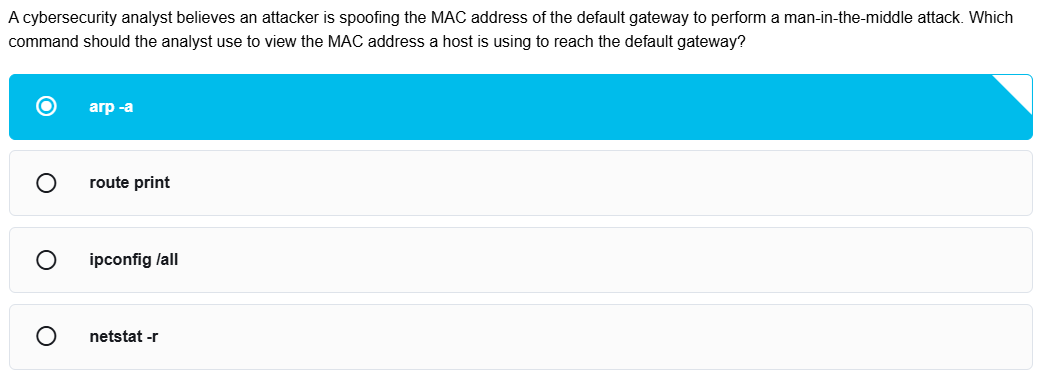 A cybersecurity analyst believes an attacker is spoofing the MAC address of the default gateway to perform a man-in-the-middle attack. Which
command should the analyst use to view the MAC address a host is using to reach the default gateway?
arp -a
route print
ipconfig /all
netstat -r